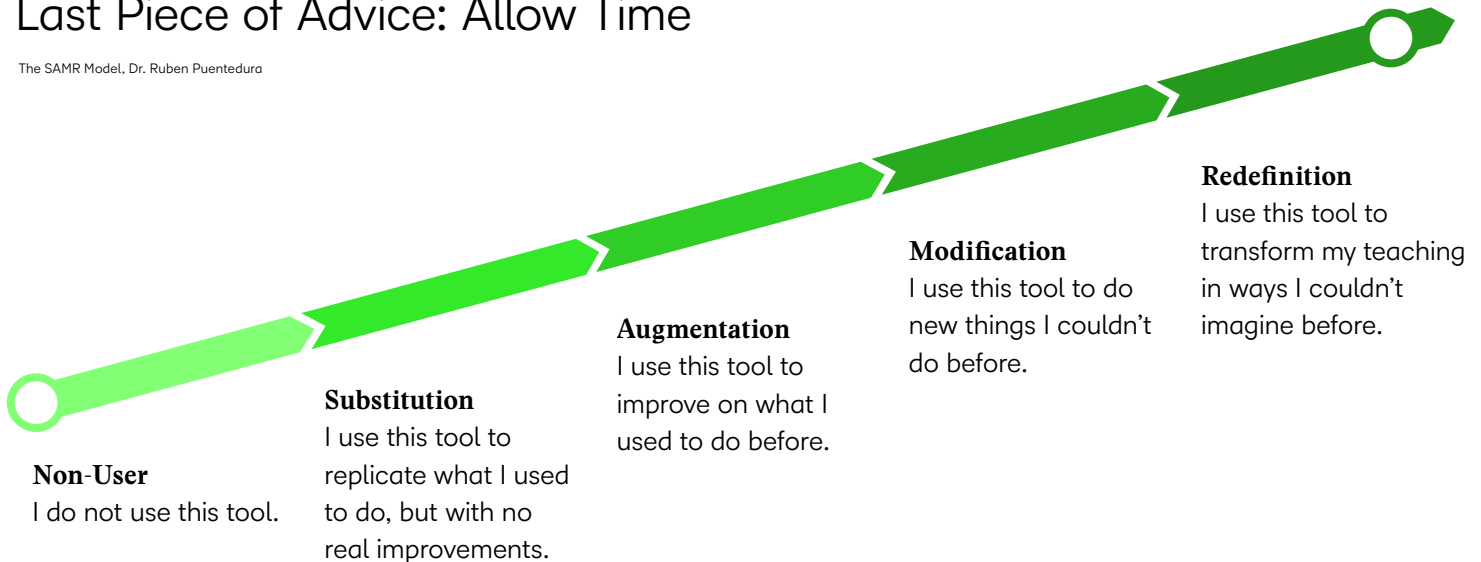 Last Piece of Advice: Allow Time
The SAMR Model, Dr. Ruben Puentedura
Non-User
I do not use this tool.
Substitution
I use this tool to
replicate what I used
to do, but with no
real improvements.
Augmentation
I use this tool to
improve on what I
used to do before.
Modification
I use this tool to do
new things I couldn’t
do before.
Redefinition
I use this tool to
transform my teaching
in ways I couldn’t
imagine before.